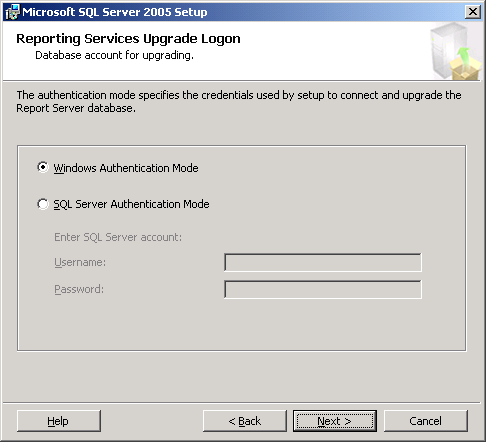 Microsoft SQL Server 2005 Setup
Reporting Services Upgrade Logon
Database account for upgrading.
The authentication mode specifies the credentials used by setup to connect and upgrade the
Report Server database.
Windows Authentication Mode
SQL Server Authentication Mode
Enter SQL Server account:
Username:
Password:
Help
< Back
Next >
Cancel